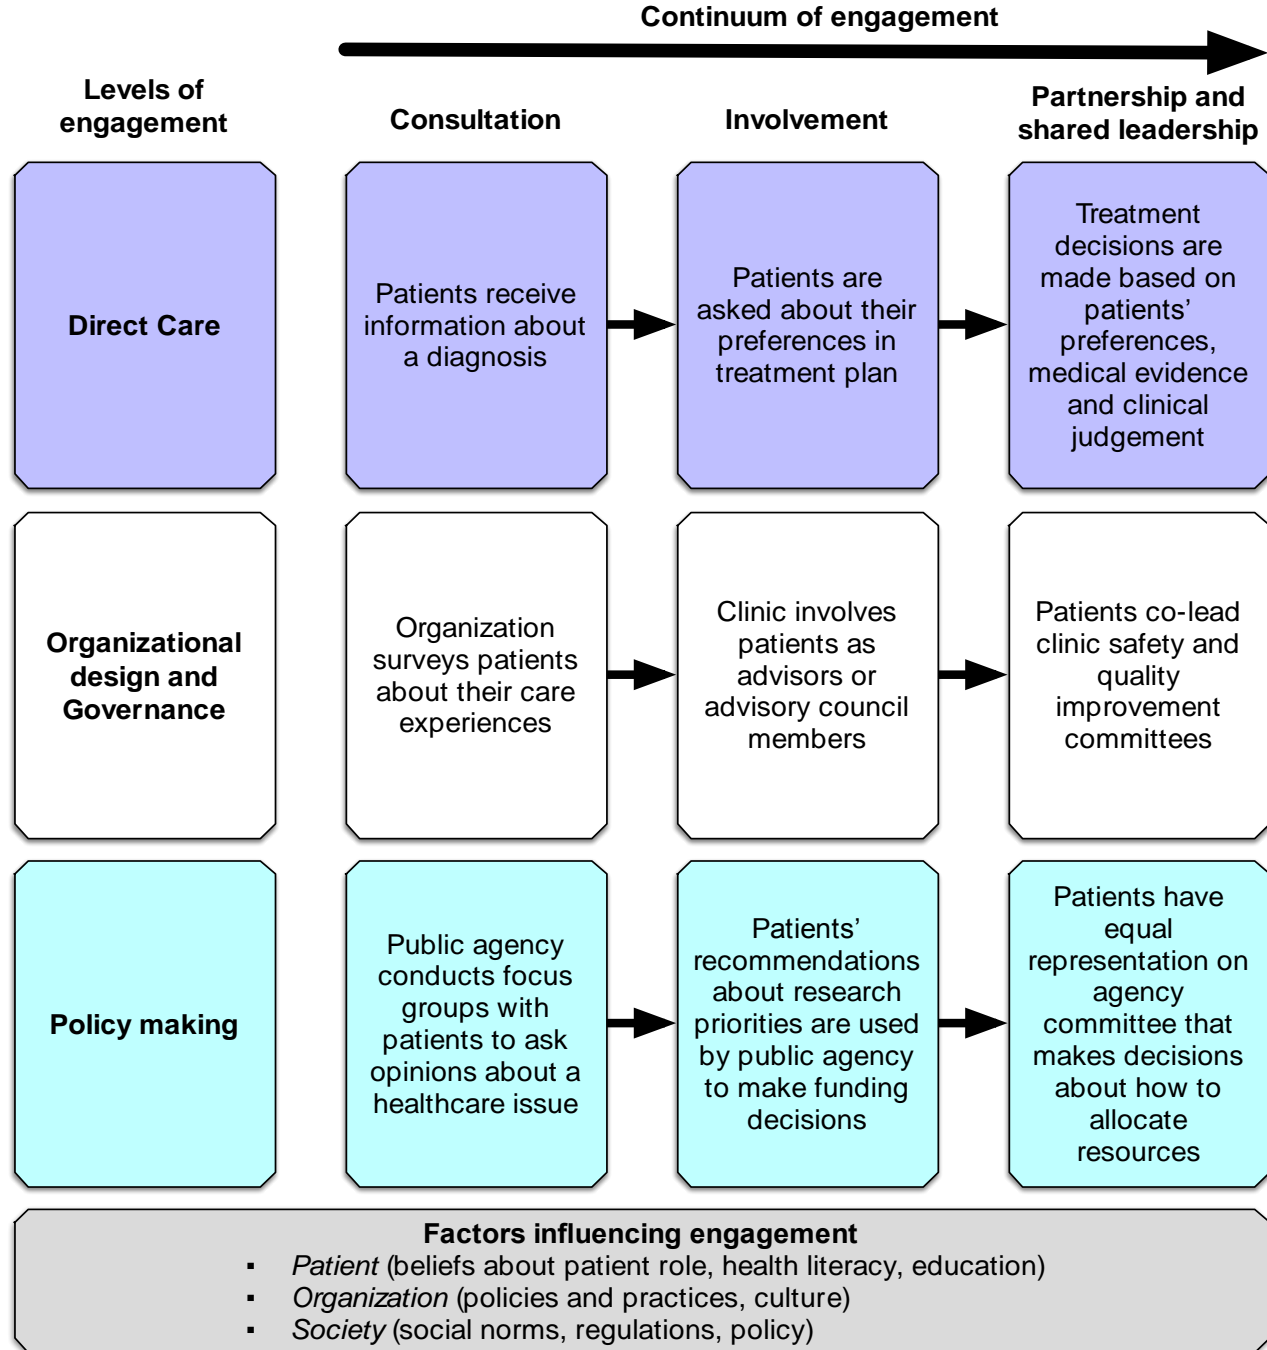 Continuum of engagement
Levels of
engagement
Consultation
Involvement
Partnership and
shared leadership
Direct Care
Patients receive
information about
a diagnosis
Patients are
asked about their
preferences in
treatment plan
Treatment
decisions are
made based on
patients’
preferences,
medical evidence
and clinical
judgement
Organizational
design and
Governance
Organization
surveys patients
about their care
experiences
Clinic involves
patients as
advisors or
advisory council
members
Patients co-lead
clinic safety and
quality
improvement
committees
Policy making
Public agency
conducts focus
groups with
patients to ask
opinions about a
healthcare issue
Patients’
recommendations
about research
priorities are used
by public agency
to make funding
decisions
Patients have
equal
representation on
agency
committee that
makes decisions
about how to
allocate
resources
Factors influencing engagement
▪ Patient (beliefs about patient role, health literacy, education)
▪ Organization (policies and practices, culture)
▪ Society (social norms, regulations, policy)